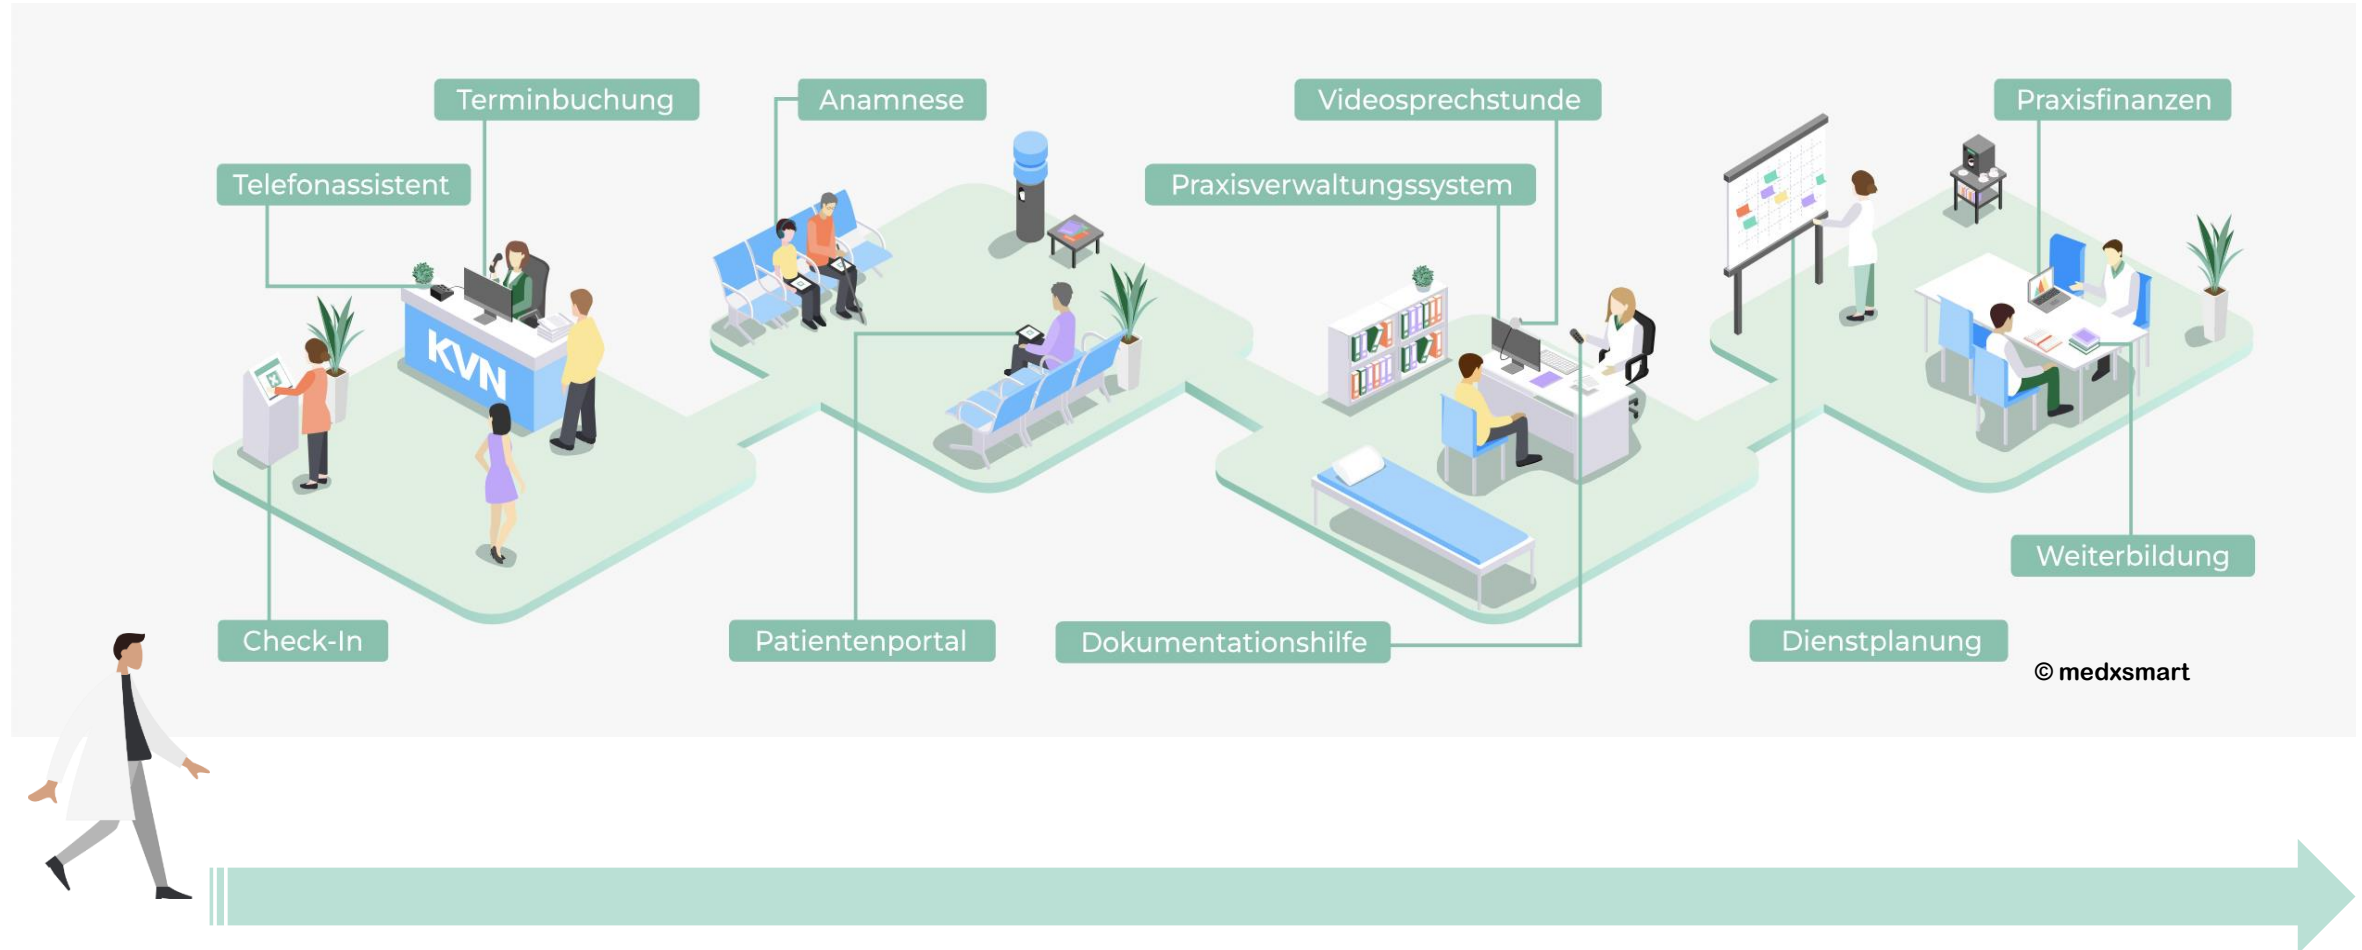 Terminbuchung
Anamnese
Videosprechstunde
Praxisfinanzen
Telefonassistent
Praxisverwaltungssystem
KVN
Weiterbildung
Check-In
Patientenportal
Dokumentationshilfe
Dienstplanung
© medxsmart